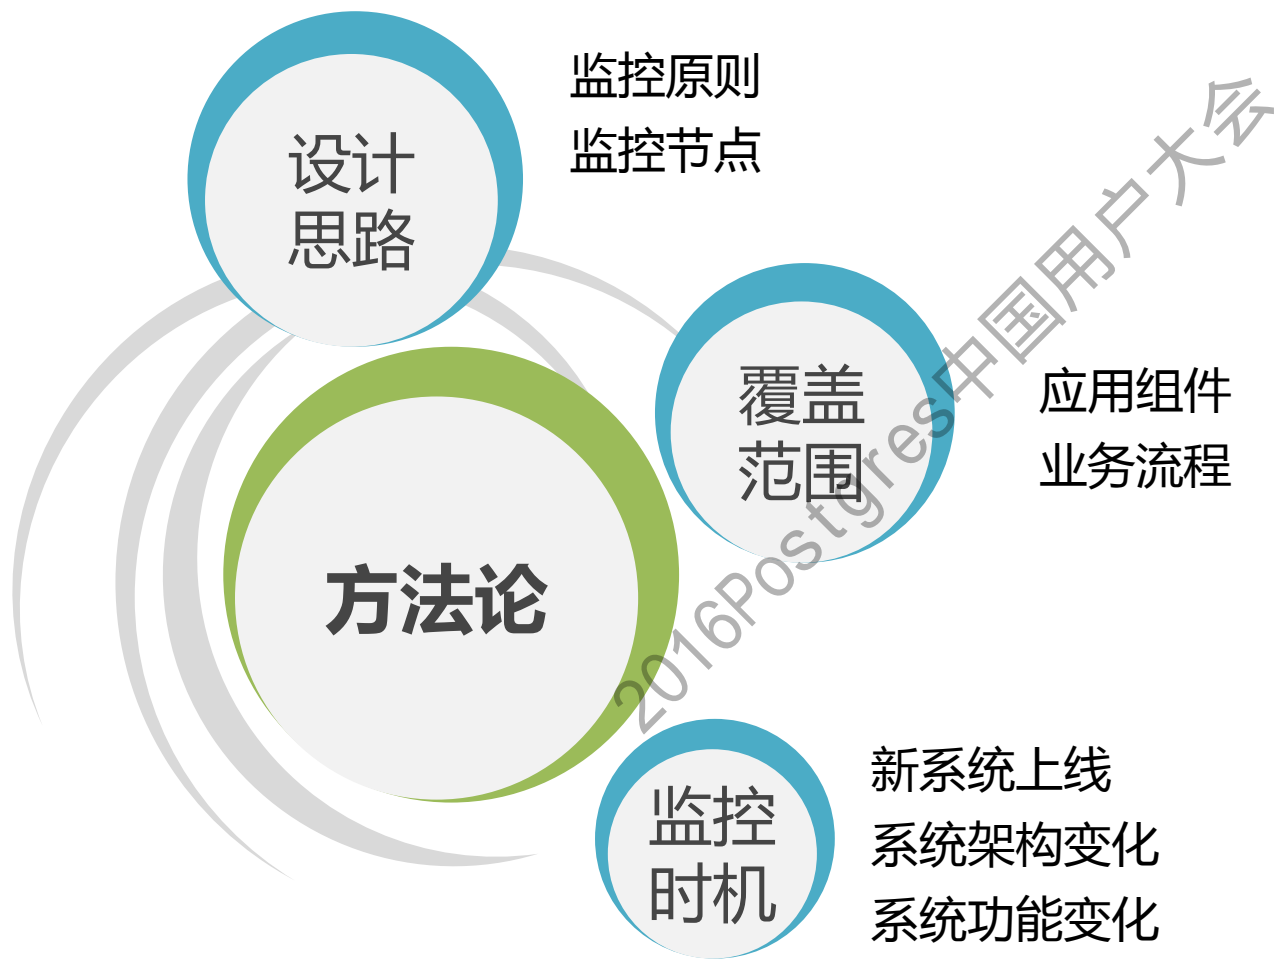 监控原则
监控节点
设计
思路
覆盖
范围
应用组件
业务流程
方法论
监控
时机
新系统上线
系统架构变化
系统功能变化
2016Postgres中国用户大会